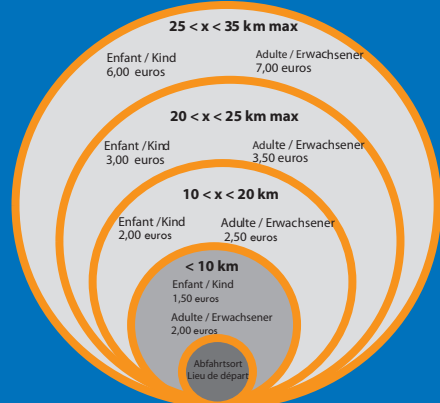 25 < x < 35 km max
Enfant / Kind
6,00 euros
Adulte / Erwachsener
7,00 euros
20 < x < 25 km max
Enfant / Kind
3,00 euros
Adulte / Erwachsener
3,50 euros
10 < x < 20 km
Enfant / Kind
2,00 euros
Adulte / Erwachsener
2,50 euros
< 10 km
Enfant / Kind
1,50 euros
Adulte / Erwachsener
2,00 euros
Abfahrtsort
Lieu de départ